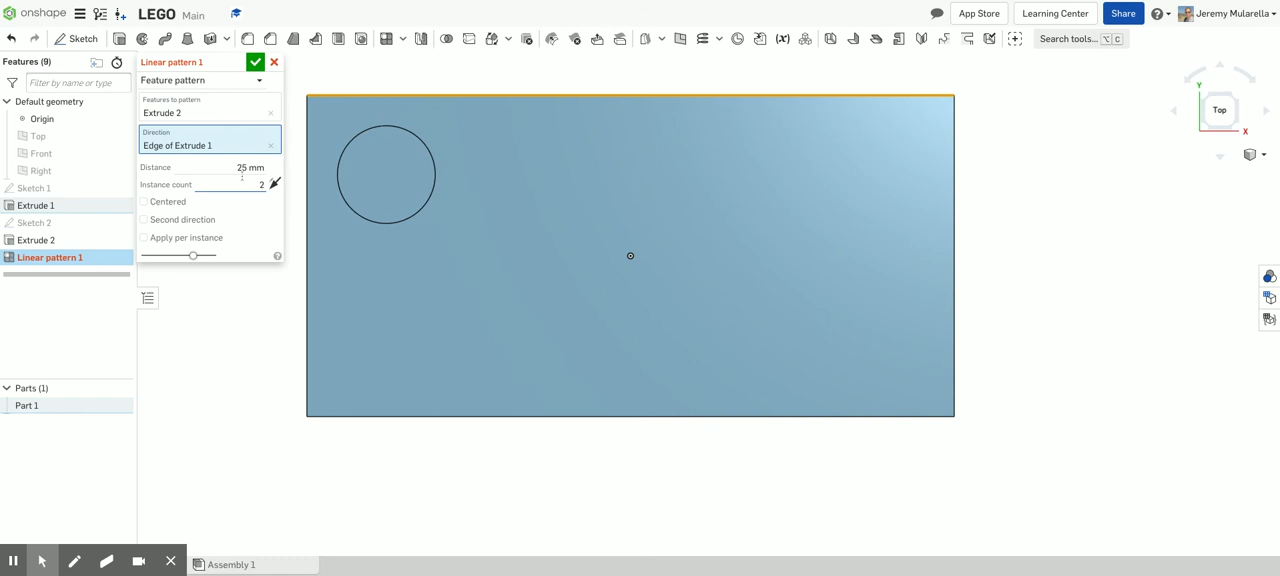 onshape LEGO Main App Store Learning Center Share Jeremy Mularella
Sketch Search tools... ⌥ C
Features (9)
Filter by name or type
Default geometry
Origin
Top
Front
Right
Sketch 1
Extrude 1
Sketch 2
Extrude 2
Linear pattern 1
Parts (1)
Part 1
Linear pattern 1
Feature pattern
Features to pattern
Extrude 2
Direction
Edge of Extrude 1
Distance 25 mm
Instance count 2
Centered
Second direction
Apply per instance
Y
Top
X
Assembly 1